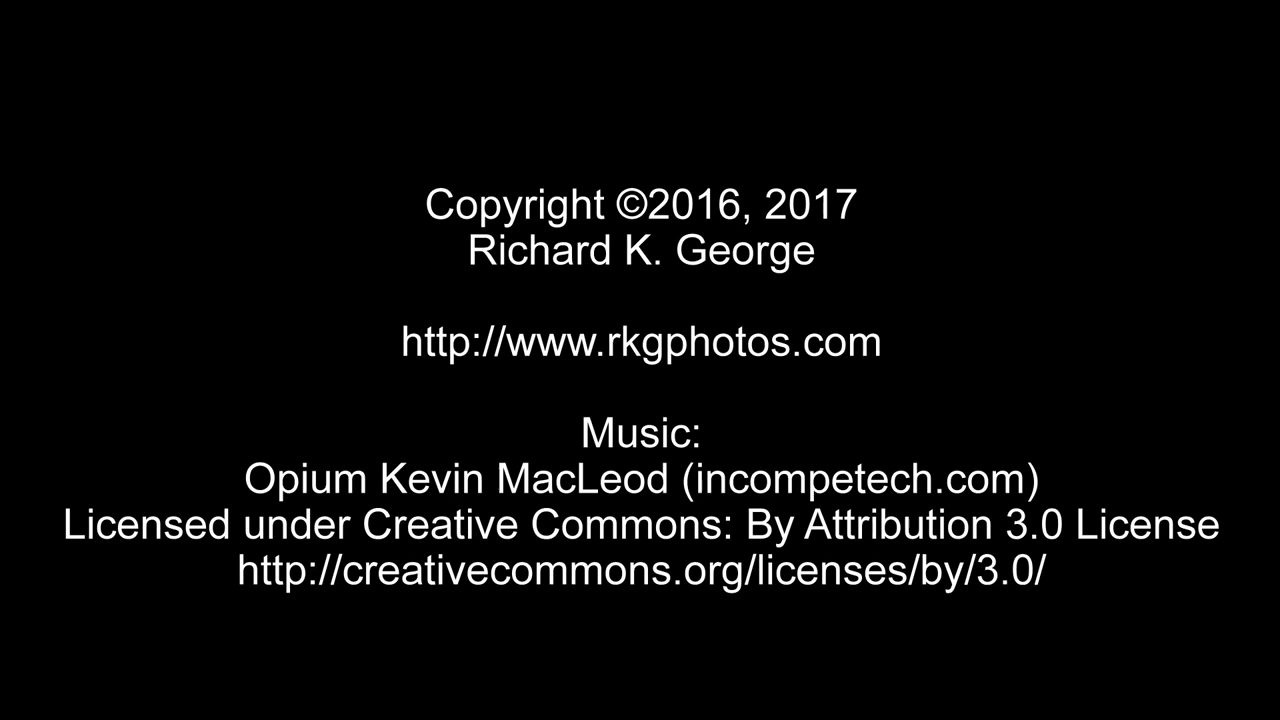 Copyright ©2016, 2017
Richard K. George
http://www.rkgphotos.com
Music:
Opium Kevin MacLeod (incompetech.com)
Licensed under Creative Commons: By Attribution 3.0 License
http://creativecommons.org/licenses/by/3.0/